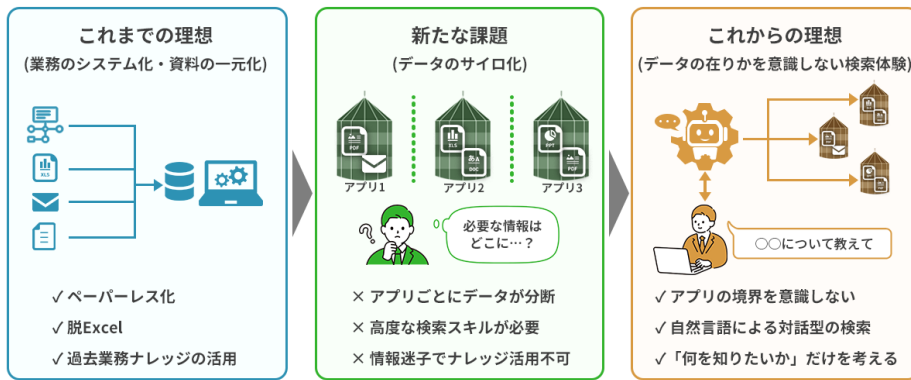 これまでの理想
(業務のシステム化・資料の一元化)
XLS
✓ ペーパーレス化
✓ 脱Excel
✓ 過去業務ナレッジの活用
新たな課題
(データのサイロ化)
PDF
XLS
あA
DOC
PPT
PDF
アプリ1
アプリ2
アプリ3
必要な情報は
どこに…？
× アプリごとにデータが分断
× 高度な検索スキルが必要
× 情報迷子でナレッジ活用不可
これからの理想
(データの在りかを意識しない検索体験)
〇〇について教えて
✓ アプリの境界を意識しない
✓ 自然言語による対話型の検索
✓ 「何を知りたいか」だけを考える